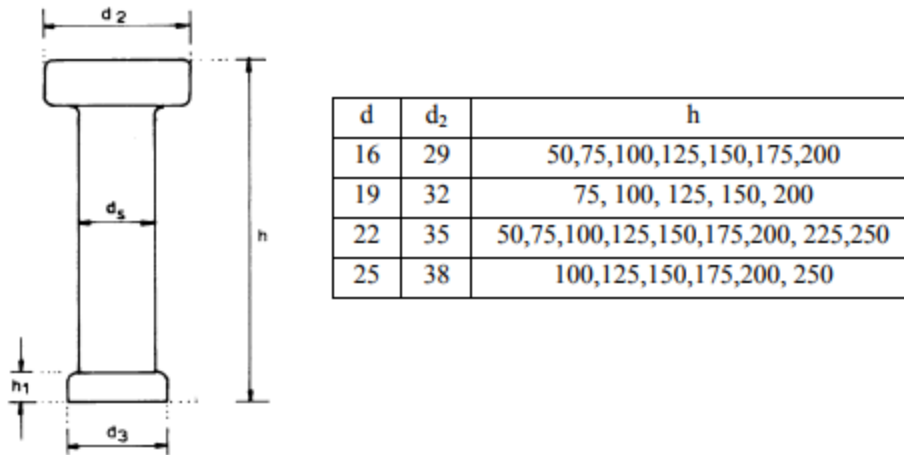 d 2
d_s
h
h1
d3
d d₂ h
16 29 50,75,100,125,150,175,200
19 32 75, 100, 125, 150, 200
22 35 50,75,100,125,150,175,200, 225,250
25 38 100,125,150,175,200, 250